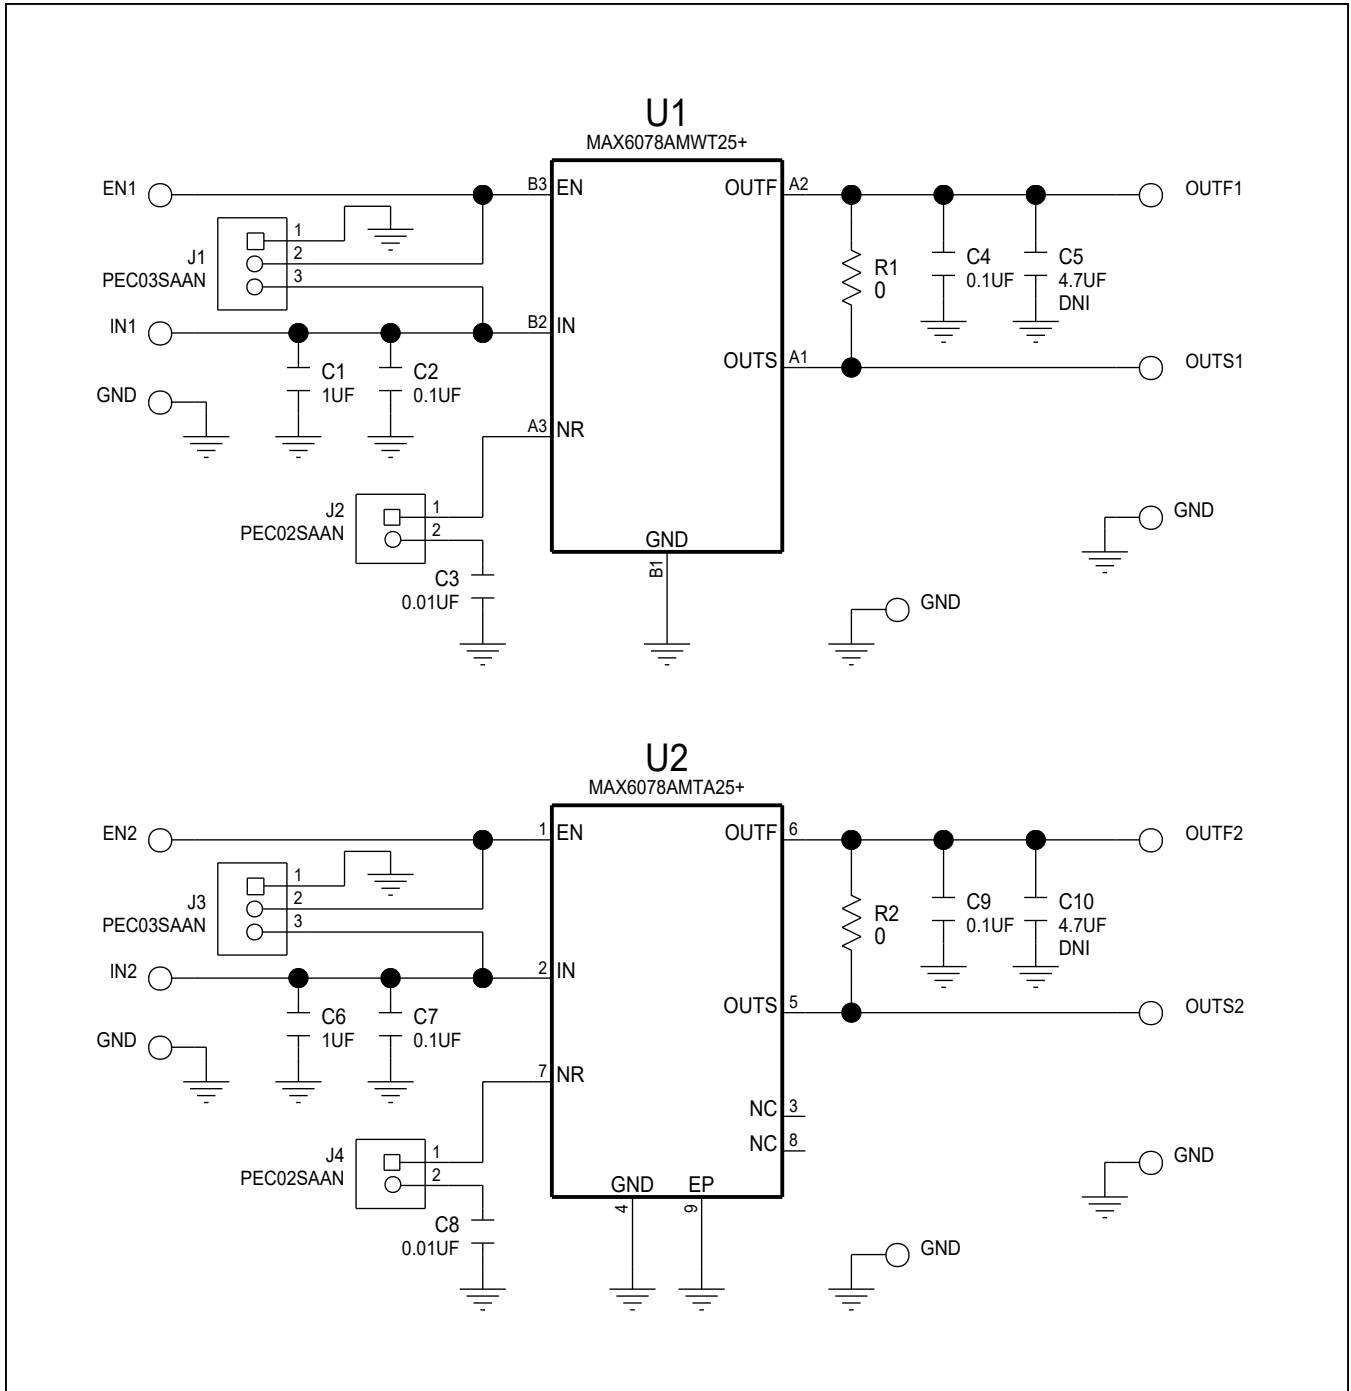 U1
MAX6078AMWT25+
EN1
B3
EN
OUTF
A2
OUTF1
J1
PEC03SAAN
1
2
3
R1
0
C4
0.1UF
C5
4.7UF
DNI
IN1
B2
IN
C1
1UF
C2
0.1UF
OUTS
A1
OUTS1
GND
A3
NR
J2
PEC02SAAN
1
2
GND
B1
GND
C3
0.01UF
GND
U2
MAX6078AMTA25+
EN2
1
EN
OUTF
6
OUTF2
J3
PEC03SAAN
1
2
3
R2
0
C9
0.1UF
C10
4.7UF
DNI
IN2
2
IN
C6
1UF
C7
0.1UF
OUTS
5
OUTS2
GND
7
NR
NC
3
NC
8
J4
PEC02SAAN
1
2
GND
4
EP
9
GND
C8
0.01UF
GND